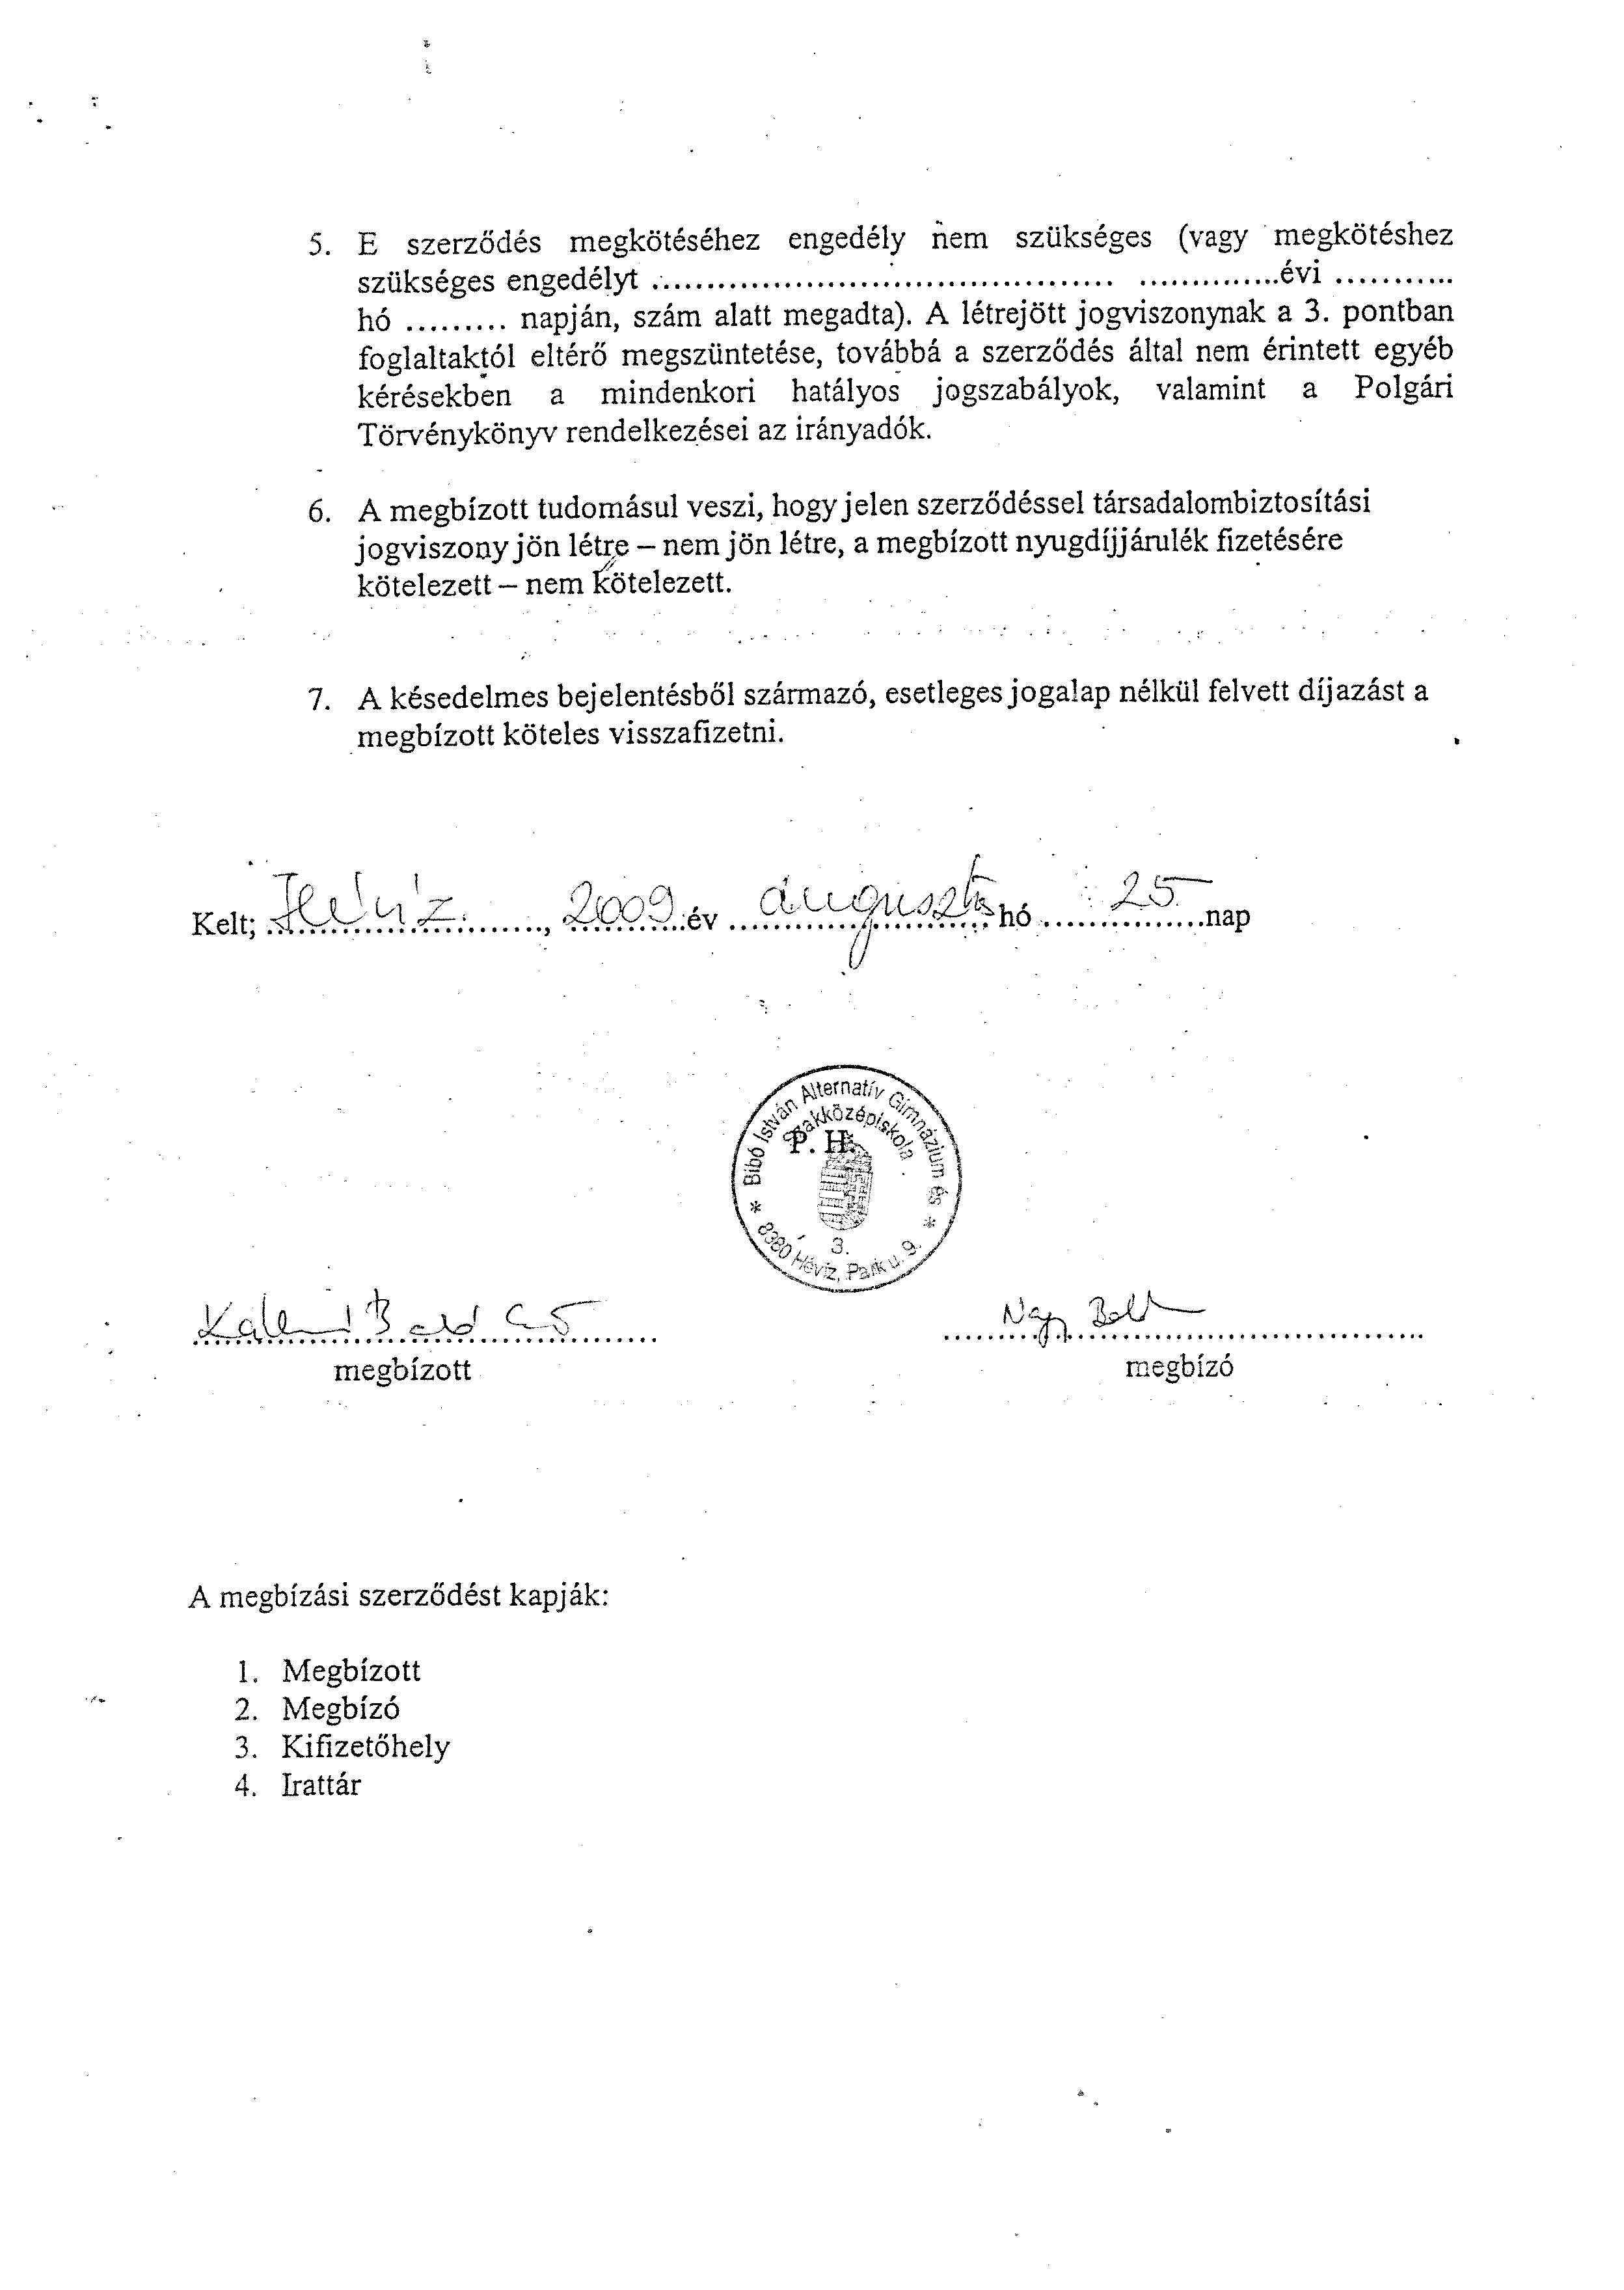 5. E szerződés megkötéséhez engedély nem szükséges (vagy megkötéshez
szükséges engedélyt .................................................. ...............évi ...........
hó ......... napján, szám alatt megadta). A létrejött jogviszonynak a 3. pontban
foglaltaktól eltérő megszüntetése, továbbá a szerződés által nem érintett egyéb
kérésekben a mindenkori hatályos jogszabályok, valamint a Polgári
Törvénykönyv rendelkezései az irányadók.
6. A megbízott tudomásul veszi, hogy jelen szerződéssel társadalombiztosítási
jogviszony jön létre – nem jön létre, a megbízott nyugdíjjárulék fizetésére
kötelezett – nem kötelezett.
7. A késedelmes bejelentésből származó, esetleges jogalap nélkül felvett díjazást a
megbízott köteles visszafizetni.
Kelt; Hévíz, 2009 év augusztus hó 25 nap
Bibó István Alternatív Gimnázium és
Szakközépiskola
P. H.
3.
* 8380 Hévíz, Park u. 9. *
Nagy
megbízott megbízó
A megbízási szerződést kapják:
1. Megbízott
2. Megbízó
3. Kifizetőhely
4. Irattár